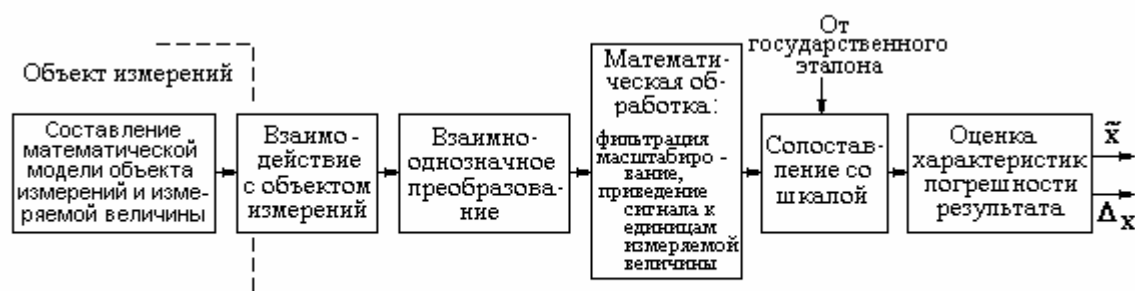 Объект измерений
Составление
математической
модели объекта
измерений и изме-
ряемой величины
Взаимо-
действие
с объектом
измерений
Взаимно-
однозначное
преобразова-
ние
Математи-
ческая об-
работка:
фильтрация
масштабиро-
вание,
приведение
сигнала к
единицам
измеряемой
величины
От
государственного
эталона
Сопостав-
ление со
шкалой
Оценка
характеристик
погрешности
результата
x̃
Δx